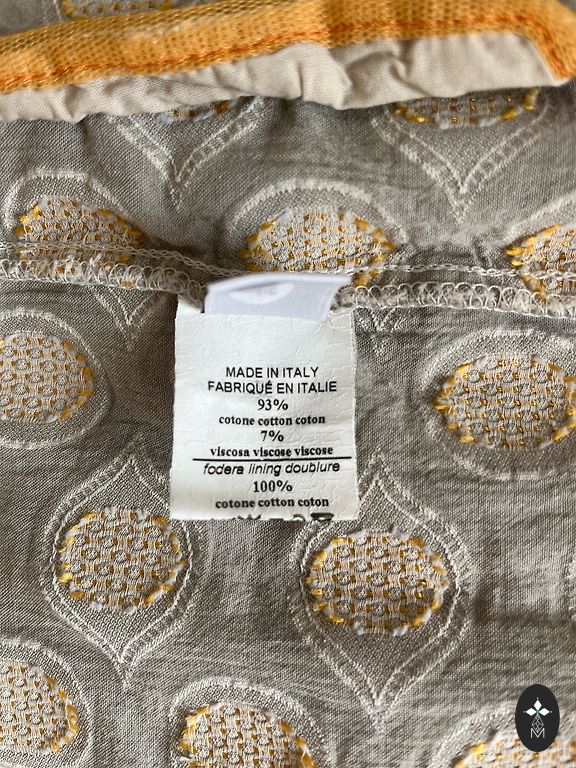 MADE IN ITALY
FABRIQUÉ EN ITALIE
93%
cotone cotton coton
7%
viscosa viscose viscose
fodera lining doublure
100%
cotone cotton coton